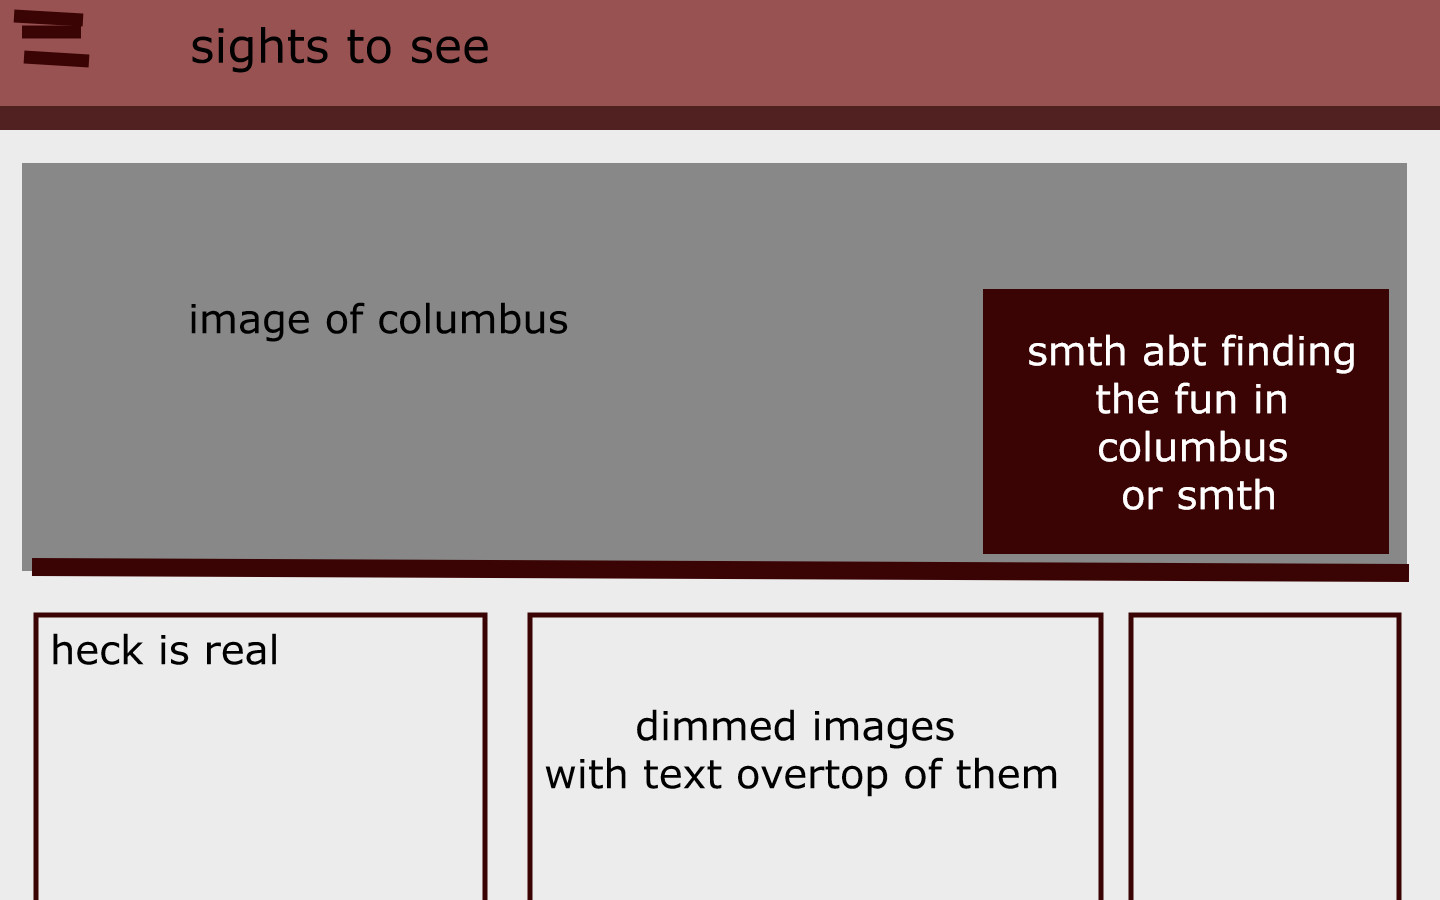 sights to see
image of columbus
smth abt finding
the fun in
columbus
or smth
heck is real
dimmed images
with text overtop of them